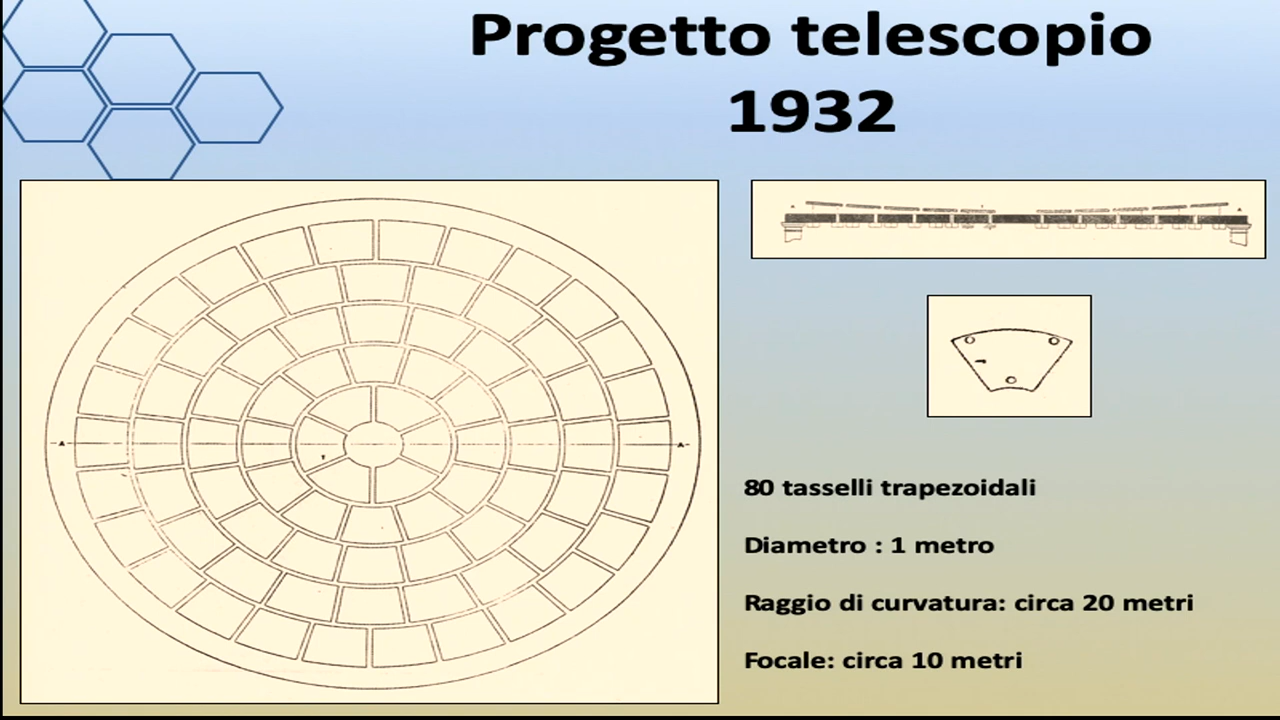 Progetto telescopio
1932
A
A
80 tasselli trapezoidali
Diametro : 1 metro
Raggio di curvatura: circa 20 metri
Focale: circa 10 metri